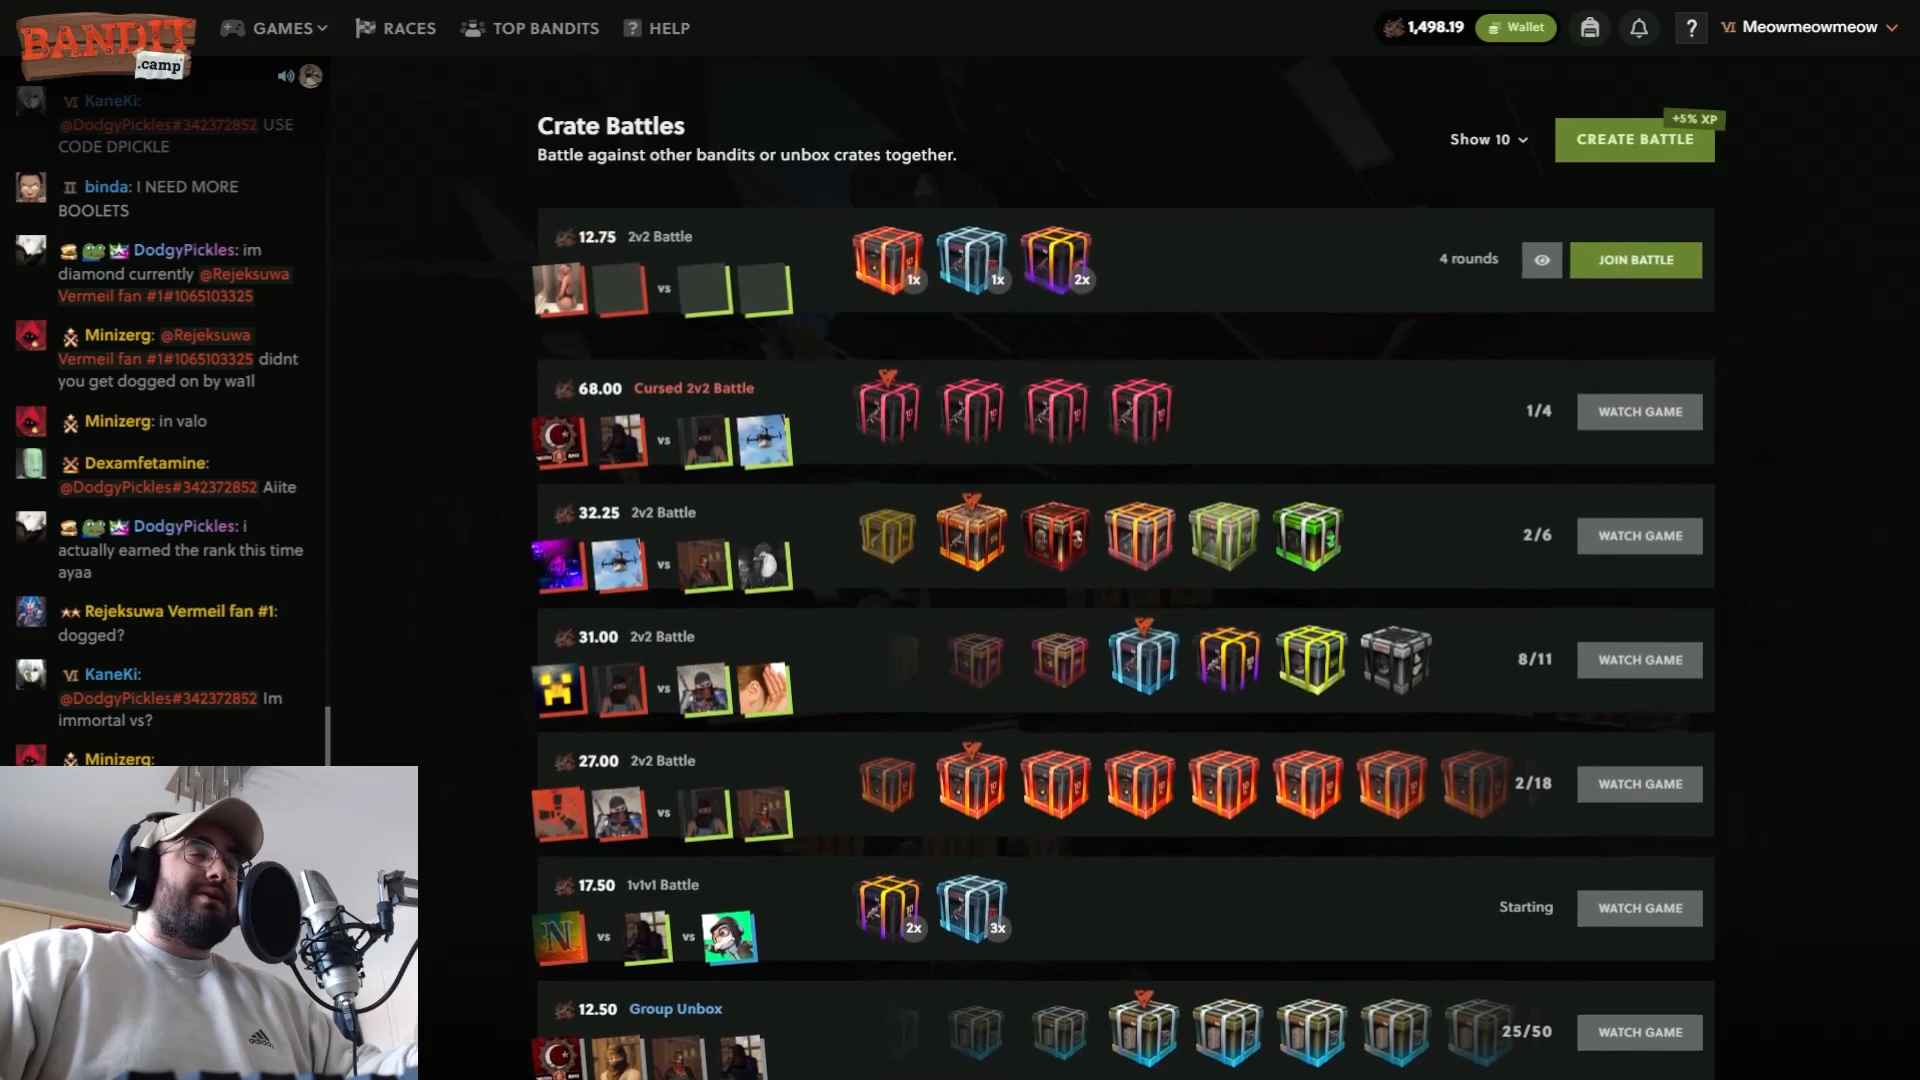 BANDIT
.camp
GAMES
RACES
TOP BANDITS
? HELP
1,498.19
Wallet
?
VI Meowmeowmeow
VI KaneKi:
@DodgyPickles#342372852 USE
CODE DPICKLE
II binda: I NEED MORE
BOOLETS
DodgyPickles: im
diamond currently @Rejeksuwa
Vermeil fan #1#1065103325
Minizerg: @Rejeksuwa
Vermeil fan #1#1065103325 didnt
you get dogged on by wa1l
Minizerg: in valo
Dexamfetamine:
@DodgyPickles#342372852 Aiite
DodgyPickles: i
actually earned the rank this time
ayaa
Rejeksuwa Vermeil fan #1:
dogged?
VI KaneKi:
@DodgyPickles#342372852 Im
immortal vs?
Minizerg:
Crate Battles
Battle against other bandits or unbox crates together.
Show 10
+5% XP
CREATE BATTLE
12.75 2v2 Battle
vs
1x
1x
2x
4 rounds
JOIN BATTLE
68.00 Cursed 2v2 Battle
vs
1/4
WATCH GAME
32.25 2v2 Battle
vs
2/6
WATCH GAME
31.00 2v2 Battle
vs
8/11
WATCH GAME
27.00 2v2 Battle
vs
2/18
WATCH GAME
17.50 1v1v1 Battle
N
vs
vs
2x
3x
Starting
WATCH GAME
12.50 Group Unbox
25/50
WATCH GAME
adidas